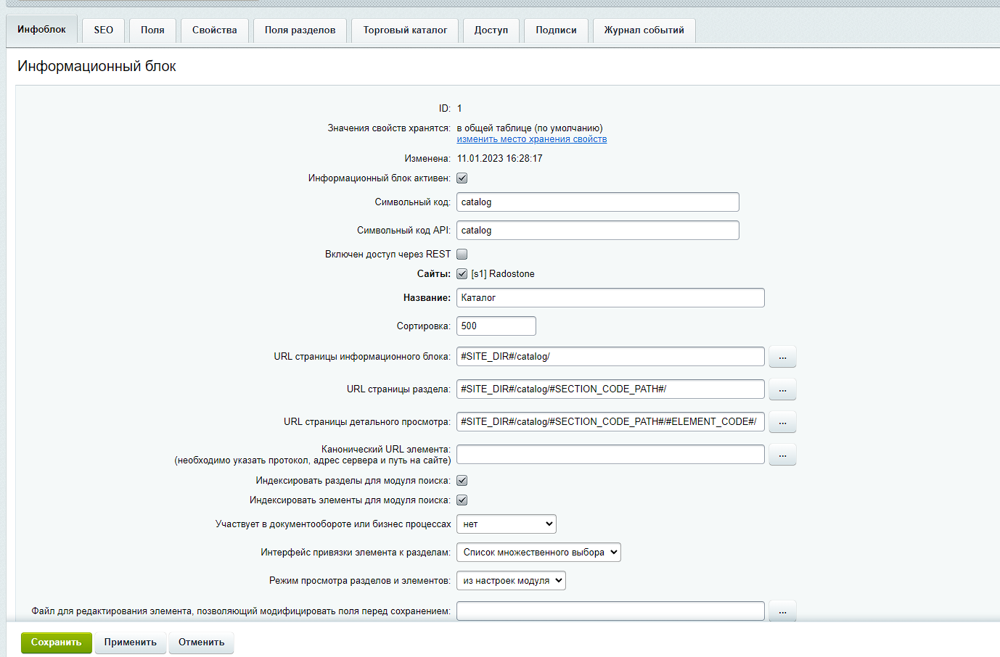 Инфоблок
SEO
Поля
Свойства
Поля разделов
Торговый каталог
Доступ
Подписи
Журнал событий
Информационный блок
ID: 1
Значения свойств хранятся: в общей таблице (по умолчанию)
изменить место хранения свойств
Изменена: 11.01.2023 16:28:17
Информационный блок активен:
Символьный код: catalog
Символьный код API: catalog
Включен доступ через REST
Сайты: [s1] Radostone
Название: Каталог
Сортировка: 500
URL страницы информационного блока: #SITE_DIR#/catalog/ ...
URL страницы раздела: #SITE_DIR#/catalog/#SECTION_CODE_PATH#/ ...
URL страницы детального просмотра: #SITE_DIR#/catalog/#SECTION_CODE_PATH#/#ELEMENT_CODE#/ ...
Канонический URL элемента:
(необходимо указать протокол, адрес сервера и путь на сайте) ...
Индексировать разделы для модуля поиска:
Индексировать элементы для модуля поиска:
Участвует в документообороте или бизнес процессах нет
Интерфейс привязки элемента к разделам: Список множественного выбора
Режим просмотра разделов и элементов: из настроек модуля
Файл для редактирования элемента, позволяющий модифицировать поля перед сохранением: ...
Сохранить
Применить
Отменить